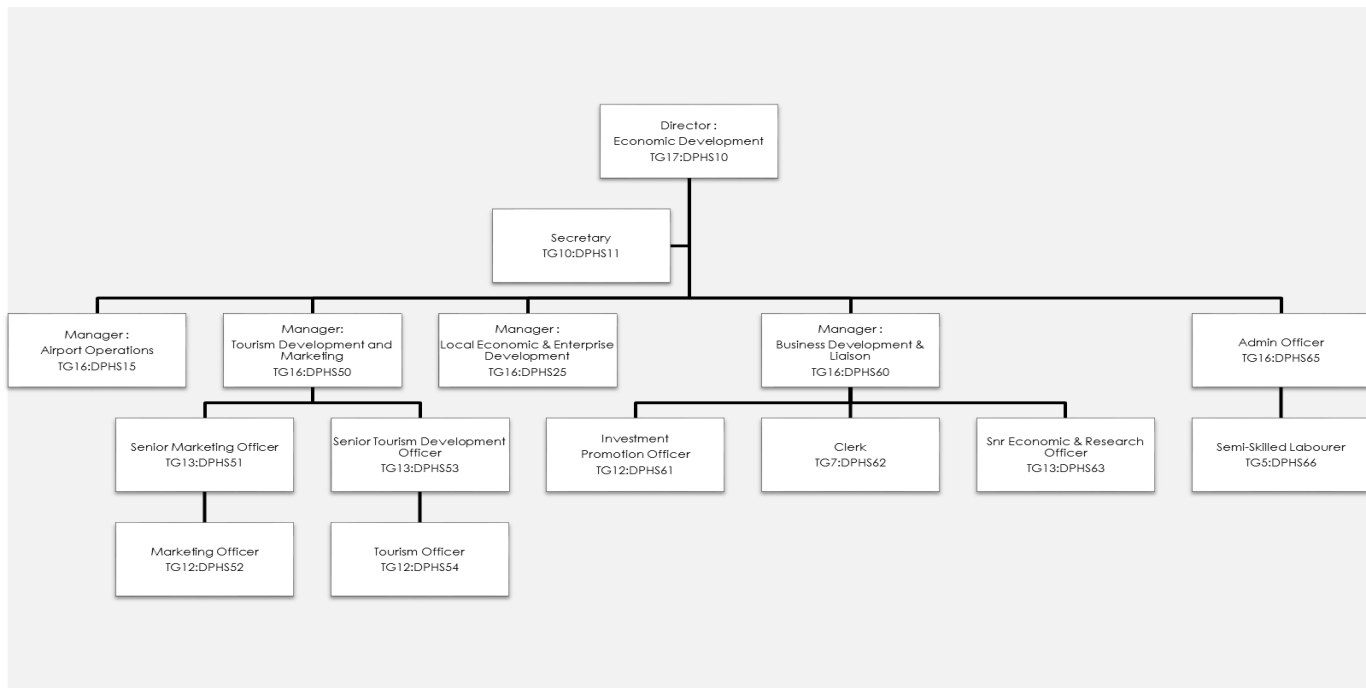 Director :
Economic Development
TG17:DPHS10
Secretary
TG10:DPHS11
Manager :
Airport Operations
TG16:DPHS15
Manager:
Tourism Development and
Marketing
TG16:DPHS50
Manager :
Local Economic & Enterprise
Development
TG16:DPHS25
Manager :
Business Development &
Liaison
TG16:DPHS60
Admin Officer
TG16:DPHS65
Senior Marketing Officer
TG13:DPHS51
Senior Tourism Development
Officer
TG13:DPHS53
Investment
Promotion Officer
TG12:DPHS61
Clerk
TG7:DPHS62
Snr Economic & Research
Officer
TG13:DPHS63
Semi-Skilled Labourer
TG5:DPHS66
Marketing Officer
TG12:DPHS52
Tourism Officer
TG12:DPHS54